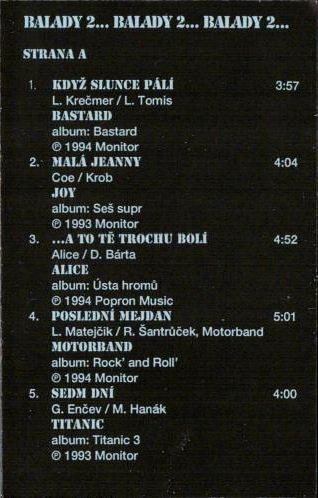 BALADY 2... BALADY 2... BALADY 2...
STRANA A
1. KDYŽ SLUNCE PÁLÍ 3:57
L. Krečmer / L. Tomis
BASTARD
album: Bastard
℗ 1994 Monitor
2. MALÁ JEANNY 4:04
Coe / Krob
JOY
album: Seš supr
℗ 1993 Monitor
3. ...A TO TĚ TROCHU BOLÍ 4:52
Alice / D. Bárta
ALICE
album: Ústa hromů
℗ 1994 Popron Music
4. POSLEDNÍ MEJDAN 5:01
L. Matejčik / R. Šantrůček, Motorband
MOTORBAND
album: Rock' and Roll'
℗ 1994 Monitor
5. SEDM DNÍ 4:00
G. Enčev / M. Hanák
TITANIC
album: Titanic 3
℗ 1993 Monitor